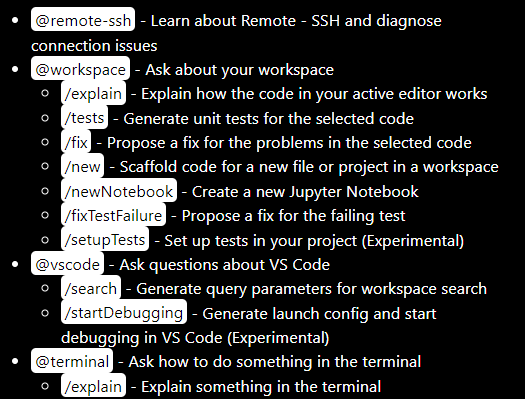 @remote-ssh - Learn about Remote - SSH and diagnose
connection issues
@workspace - Ask about your workspace
/explain - Explain how the code in your active editor works
/tests - Generate unit tests for the selected code
/fix - Propose a fix for the problems in the selected code
/new - Scaffold code for a new file or project in a workspace
/newNotebook - Create a new Jupyter Notebook
/fixTestFailure - Propose a fix for the failing test
/setupTests - Set up tests in your project (Experimental)
@vscode - Ask questions about VS Code
/search - Generate query parameters for workspace search
/startDebugging - Generate launch config and start
debugging in VS Code (Experimental)
@terminal - Ask how to do something in the terminal
/explain - Explain something in the terminal